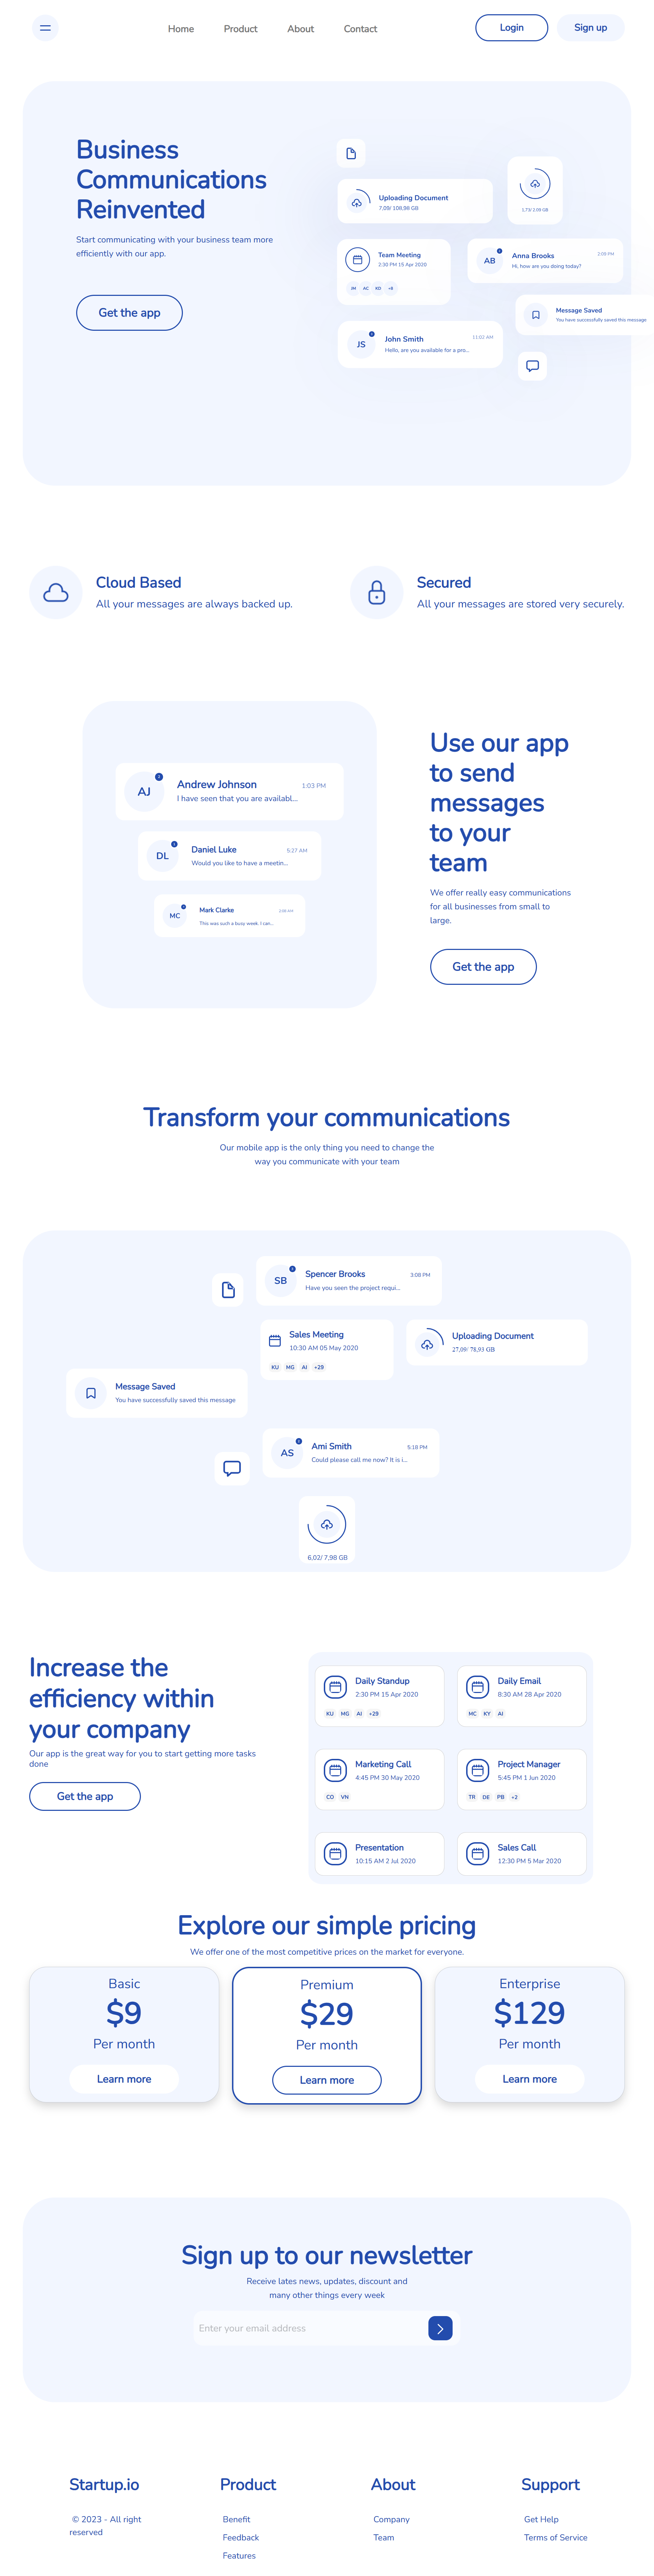 Home Product About Contact Login Sign up
Business
Communications
Reinvented
Start communicating with your business team more
efficiently with our app.
Get the app
Uploading Document
7,09/ 108,98 GB
1,73/ 2.09 GB
Team Meeting
2:30 PM 15 Apr 2020
JM AC KO +8
AB
Anna Brooks
2:09 PM
Hi, how are you doing today?
Message Saved
You have successfully saved this message
JS
John Smith
11:02 AM
Hello, are you available for a pro...
Cloud Based
All your messages are always backed up.
Secured
All your messages are stored very securely.
AJ
Andrew Johnson
1:03 PM
I have seen that you are availabl...
DL
Daniel Luke
5:27 AM
Would you like to have a meetin...
MC
Mark Clarke
This was such a busy week. I can...
Use our app
to send
messages
to your
team
We offer really easy communications
for all businesses from small to
large.
Get the app
Transform your communications
Our mobile app is the only thing you need to change the
way you communicate with your team
SB
Spencer Brooks
3:08 PM
Have you seen the project requi...
Sales Meeting
10:30 AM 05 May 2020
KU MG AI +29
Uploading Document
27,09/ 78,93 GB
Message Saved
You have successfully saved this message
AS
Ami Smith
5:18 PM
Could please call me now? It is i...
6,02/ 7,98 GB
Increase the
efficiency within
your company
Our app is the great way for you to start getting more tasks
done
Get the app
Daily Standup
2:30 PM 15 Apr 2020
KU MG AI +29
Daily Email
8:30 AM 28 Apr 2020
MC KY AI
Marketing Call
4:45 PM 30 May 2020
CO VN
Project Manager
5:45 PM 1 Jun 2020
TR DE PB +2
Presentation
10:15 AM 2 Jul 2020
Sales Call
12:30 PM 5 Mar 2020
Explore our simple pricing
We offer one of the most competitive prices on the market for everyone.
Basic
$9
Per month
Learn more
Premium
$29
Per month
Learn more
Enterprise
$129
Per month
Learn more
Sign up to our newsletter
Receive lates news, updates, discount and
many other things every week
Enter your email address
Startup.io
© 2023 - All right
reserved
Product
Benefit
Feedback
Features
About
Company
Team
Support
Get Help
Terms of Service